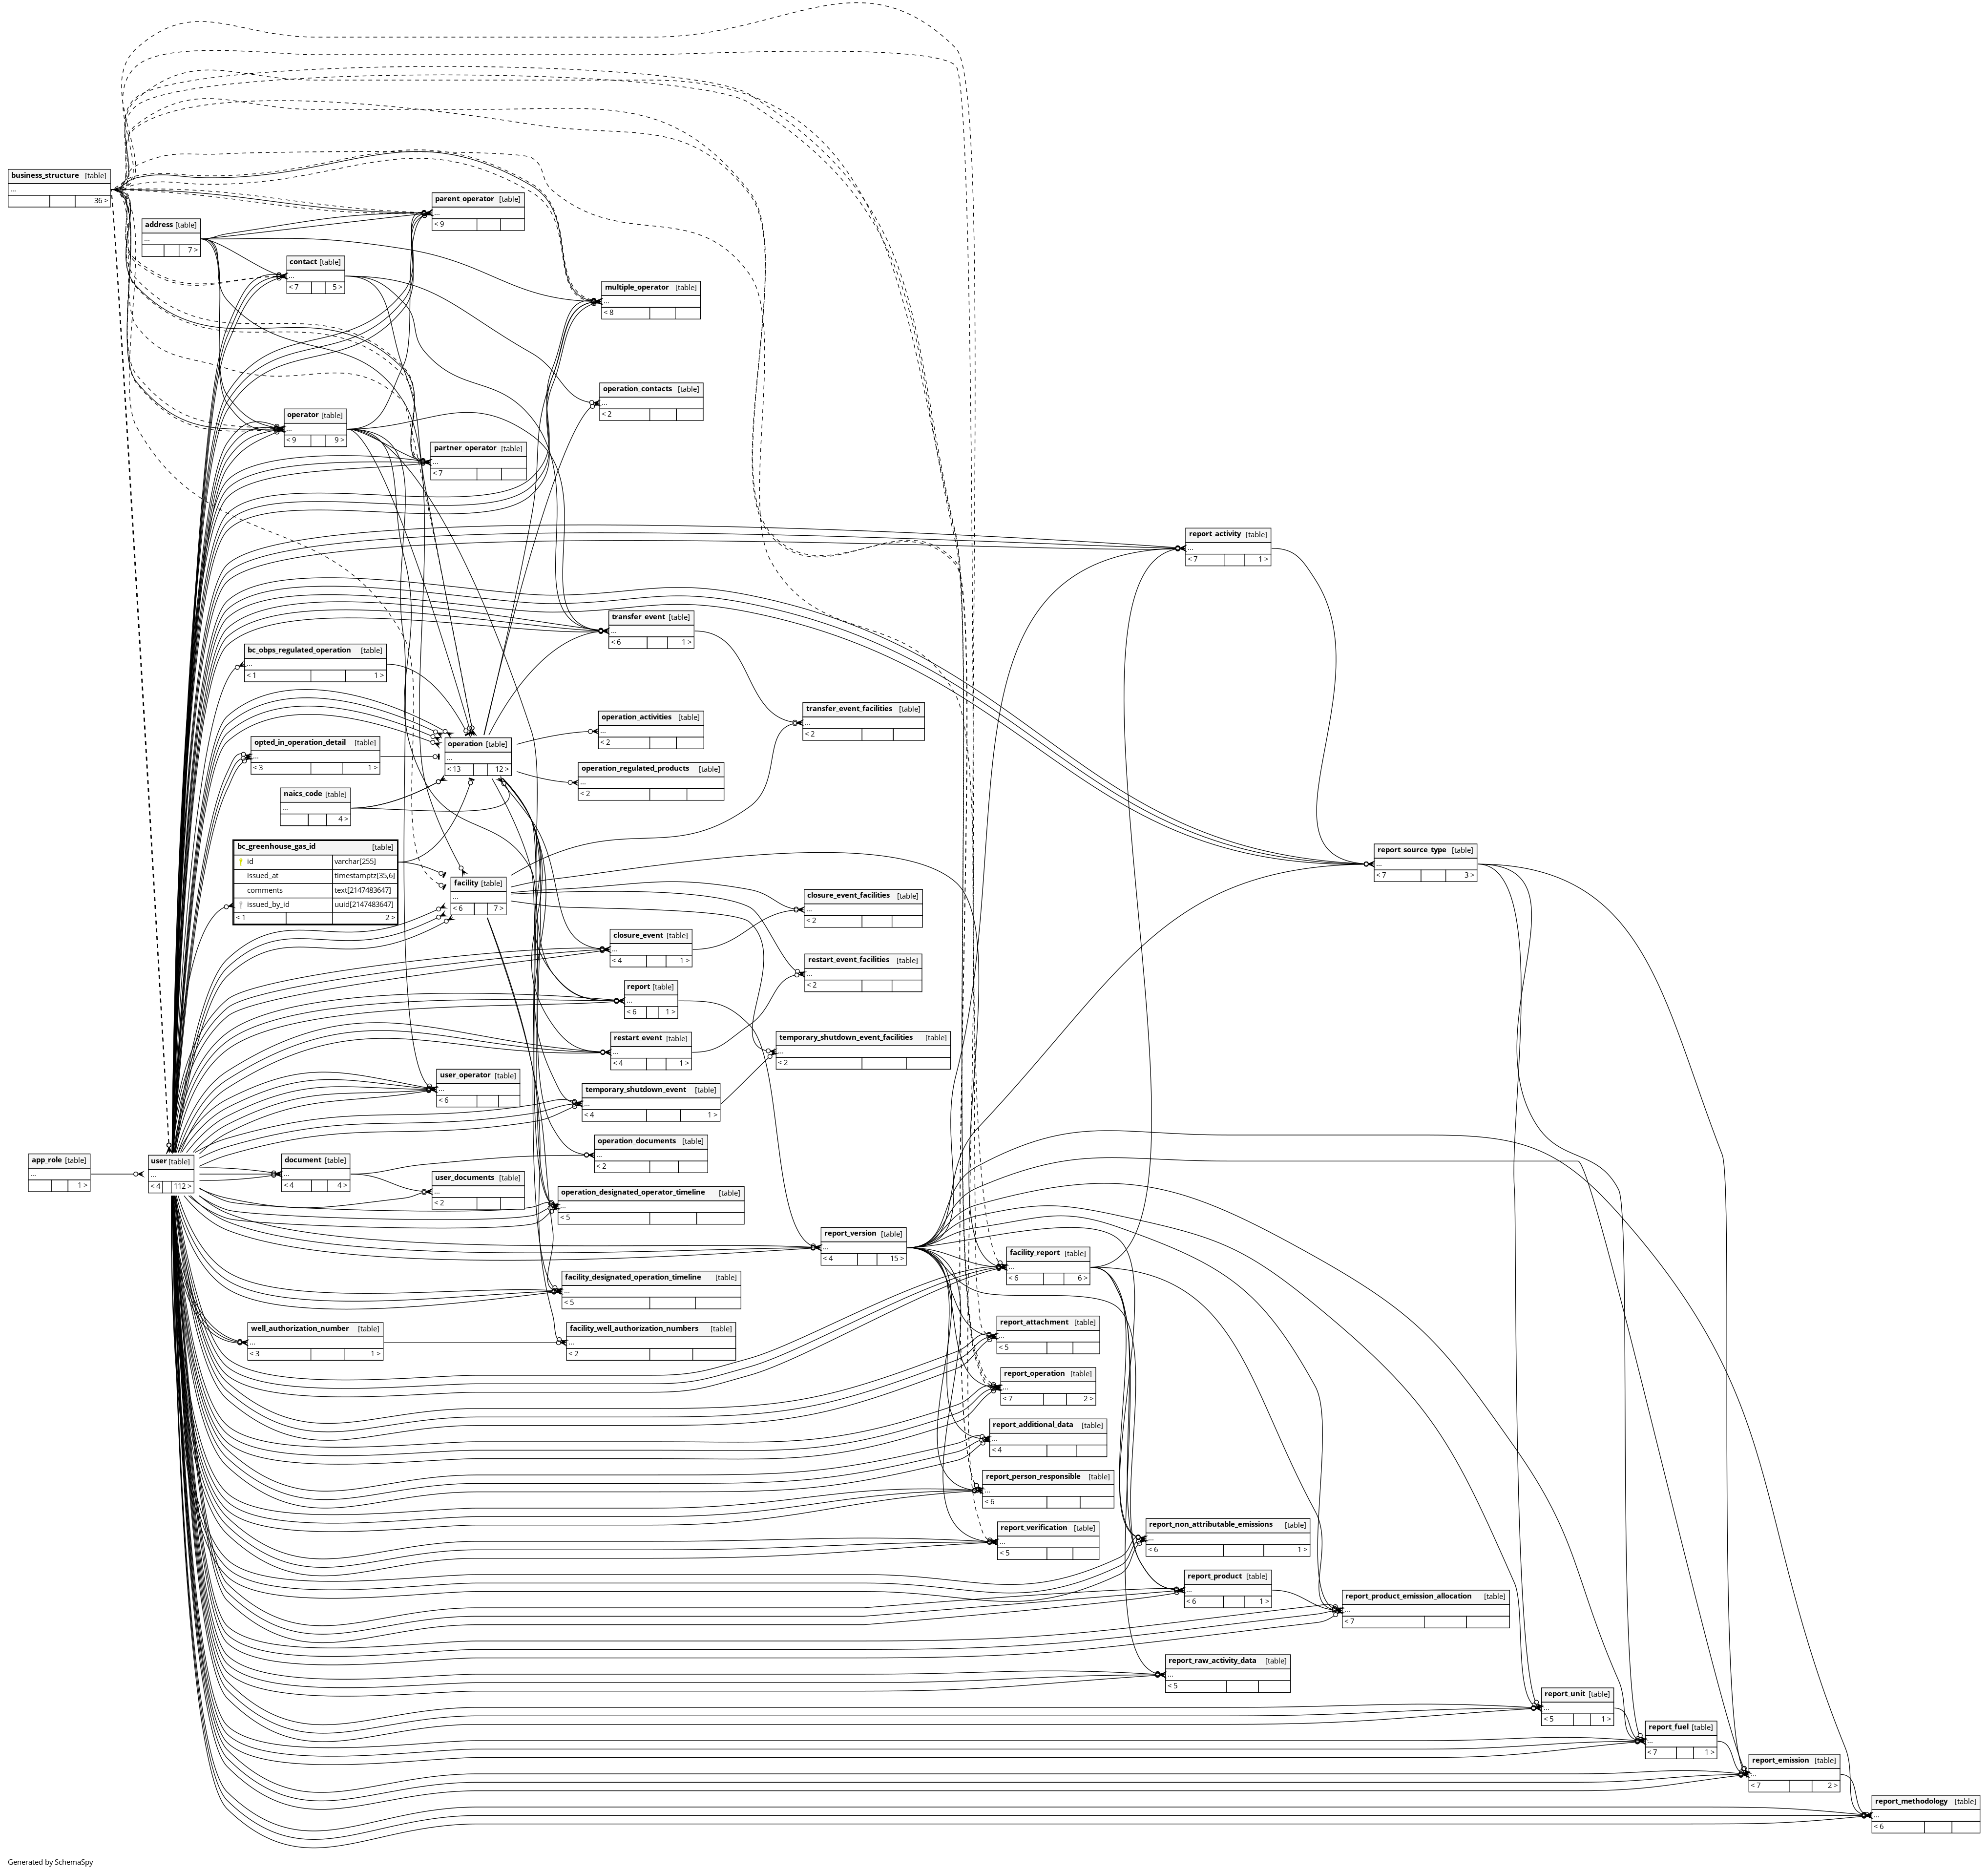 business_structure [table]
...
36 >
address [table]
...
7 >
parent_operator [table]
...
< 9
contact [table]
...
< 7 5 >
multiple_operator [table]
...
< 8
operation_contacts [table]
...
< 2
operator [table]
...
< 9 9 >
partner_operator [table]
...
< 7
report_activity [table]
...
< 7 1 >
transfer_event [table]
...
< 6 1 >
bc_obps_regulated_operation [table]
...
< 1 1 >
transfer_event_facilities [table]
...
< 2
operation_activities [table]
...
< 2
opted_in_operation_detail [table]
...
< 3 1 >
operation [table]
...
< 13 12 >
operation_regulated_products [table]
...
< 2
naics_code [table]
...
4 >
bc_greenhouse_gas_id [table]
id varchar[255]
issued_at timestamptz[35,6]
comments text[2147483647]
issued_by_id uuid[2147483647]
< 1 2 >
report_source_type [table]
...
< 7 3 >
facility [table]
...
< 6 7 >
closure_event_facilities [table]
...
< 2
closure_event [table]
...
< 4 1 >
restart_event_facilities [table]
...
< 2
report [table]
...
< 6 1 >
restart_event [table]
...
< 4 1 >
temporary_shutdown_event_facilities [table]
...
< 2
user_operator [table]
...
< 6
temporary_shutdown_event [table]
...
< 4 1 >
operation_documents [table]
...
< 2
app_role [table]
...
1 >
user [table]
...
< 4 112 >
document [table]
...
< 4 4 >
user_documents [table]
...
< 2
operation_designated_operator_timeline [table]
...
< 5
report_version [table]
...
< 4 15 >
facility_report [table]
...
< 6 6 >
facility_designated_operation_timeline [table]
...
< 5
well_authorization_number [table]
...
< 3 1 >
facility_well_authorization_numbers [table]
...
< 2
report_attachment [table]
...
< 5
report_operation [table]
...
< 7 2 >
report_additional_data [table]
...
< 4
report_person_responsible [table]
...
< 6
report_verification [table]
...
< 5
report_non_attributable_emissions [table]
...
< 6 1 >
report_product [table]
...
< 6 1 >
report_product_emission_allocation [table]
...
< 7
report_raw_activity_data [table]
...
< 5
report_unit [table]
...
< 5 1 >
report_fuel [table]
...
< 7 1 >
report_emission [table]
...
< 7 2 >
report_methodology [table]
...
< 6
Generated by SchemaSpy